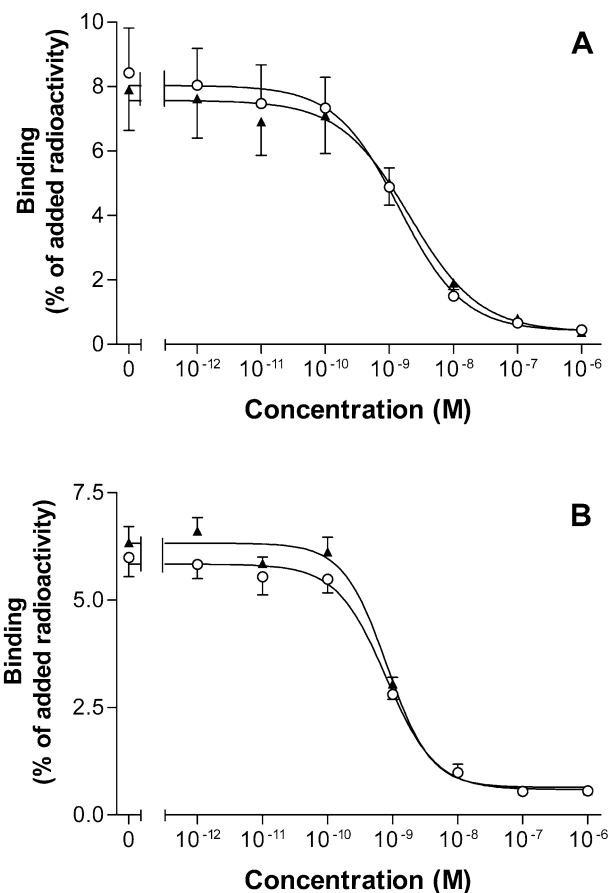 A
10
8
6
4
2
0
Binding
(% of added radioactivity)
0 10-12 10-11 10-10 10-9 10-8 10-7 10-6
Concentration (M)
B
7.5
5.0
2.5
0.0
Binding
(% of added radioactivity)
0 10-12 10-11 10-10 10-9 10-8 10-7 10-6
Concentration (M)